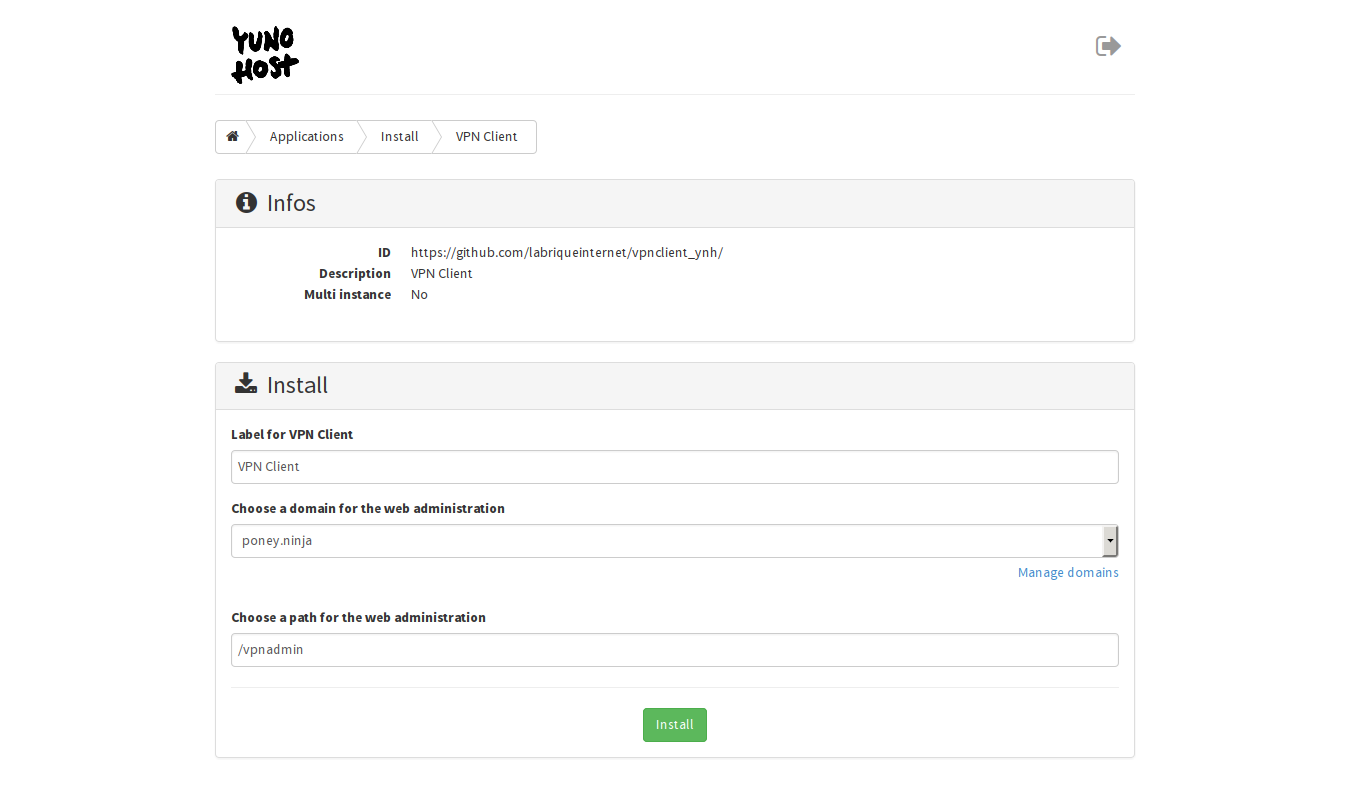 YUNO
HOST
Applications Install VPN Client
Infos
ID https://github.com/labriqueinternet/vpnclient_ynh/
Description VPN Client
Multi instance No
Install
Label for VPN Client
VPN Client
Choose a domain for the web administration
poney.ninja
Manage domains
Choose a path for the web administration
/vpnadmin
Install